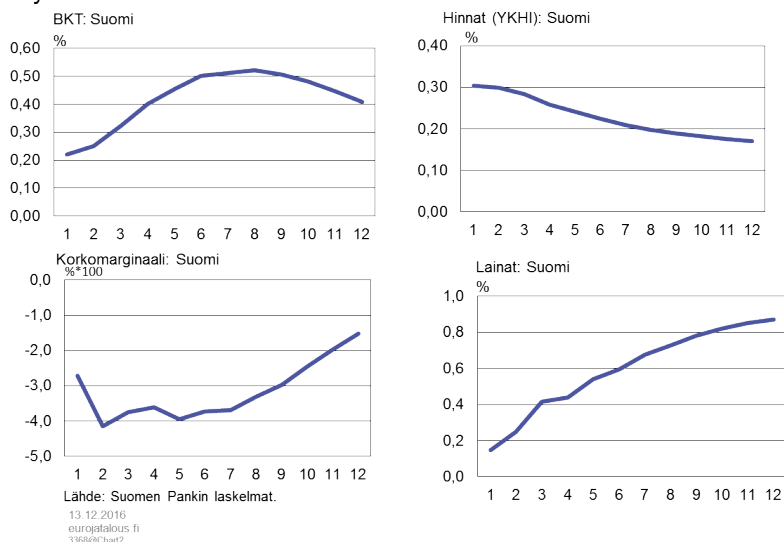 BKT: Suomi
%
0,60
0,50
0,40
0,30
0,20
0,10
0,00
1 2 3 4 5 6 7 8 9 10 11 12
Hinnat (YKHI): Suomi
%
0,40
0,30
0,20
0,10
0,00
1 2 3 4 5 6 7 8 9 10 11 12
Korkomarginaali: Suomi
%*100
0,0
-1,0
-2,0
-3,0
-4,0
-5,0
1 2 3 4 5 6 7 8 9 10 11 12
Lainat: Suomi
%
1,0
0,8
0,6
0,4
0,2
0,0
1 2 3 4 5 6 7 8 9 10 11 12
Lähde: Suomen Pankin laskelmat.
13.12.2016
eurojatalous.fi
3368@Chart2